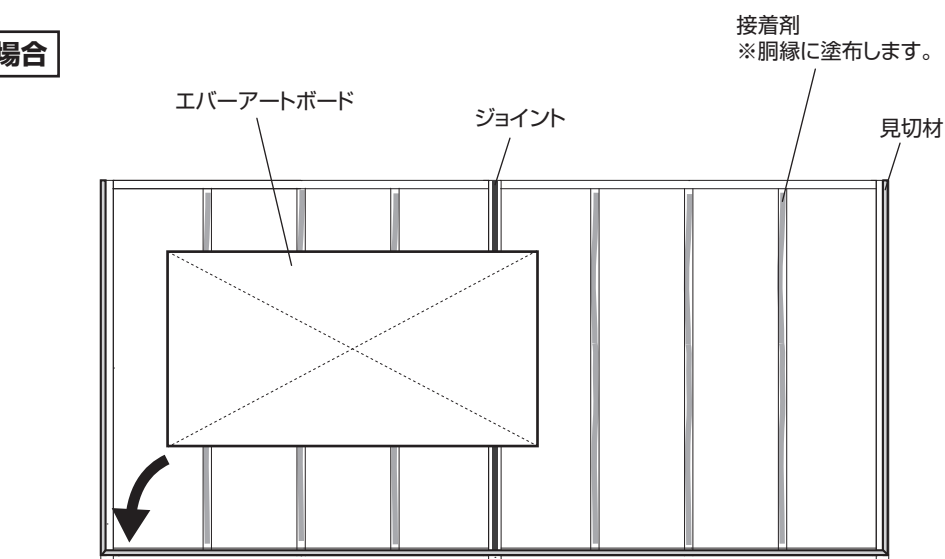 場合
接着剤
※胴縁に塗布します。
エバーアートボード
ジョイント
見切材